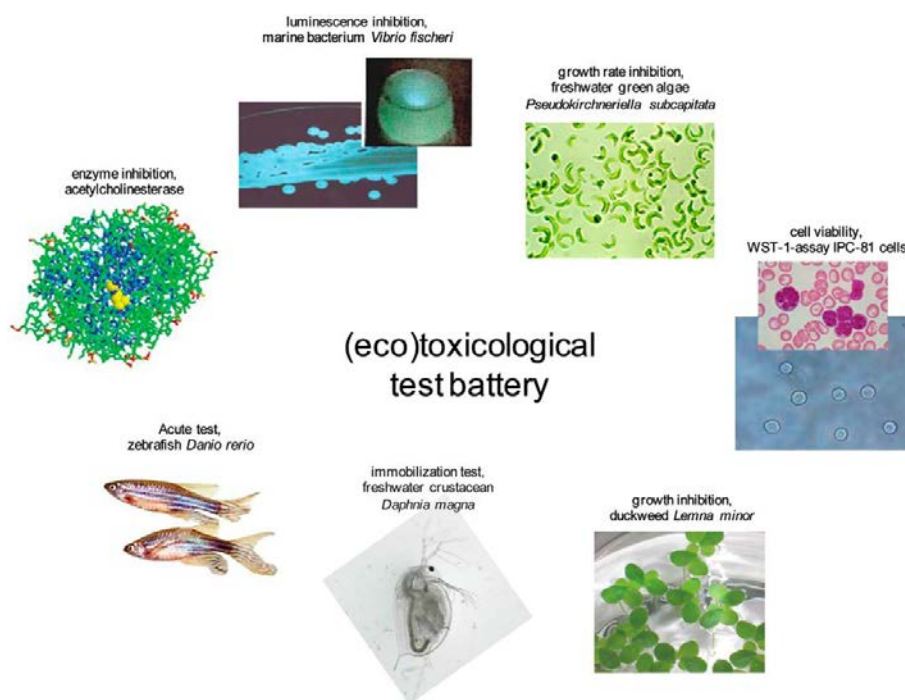 luminescence inhibition,
marine bacterium Vibrio fischeri
growth rate inhibition,
freshwater green algae
Pseudokirchneriella subcapitata
enzyme inhibition,
acetylcholinesterase
cell viability,
WST-1-assay IPC-81 cells
(eco)toxicological
test battery
Acute test,
zebrafish Danio rerio
immobilization test,
freshwater crustacean
Daphnia magna
growth inhibition,
duckweed Lemna minor